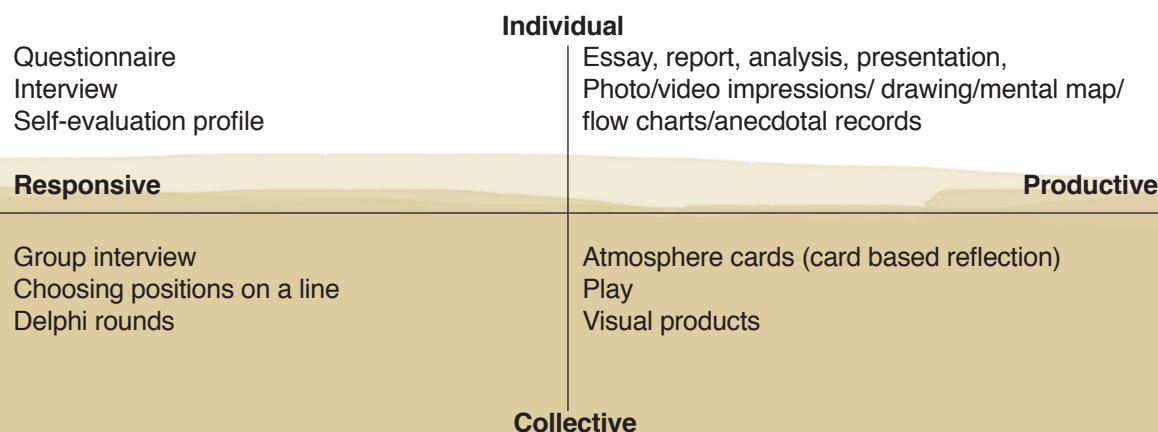 Individual
Questionnaire
Interview
Self-evaluation profile
Essay, report, analysis, presentation,
Photo/video impressions/ drawing/mental map/
flow charts/anecdotal records
Responsive
Productive
Group interview
Choosing positions on a line
Delphi rounds
Atmosphere cards (card based reflection)
Play
Visual products
Collective